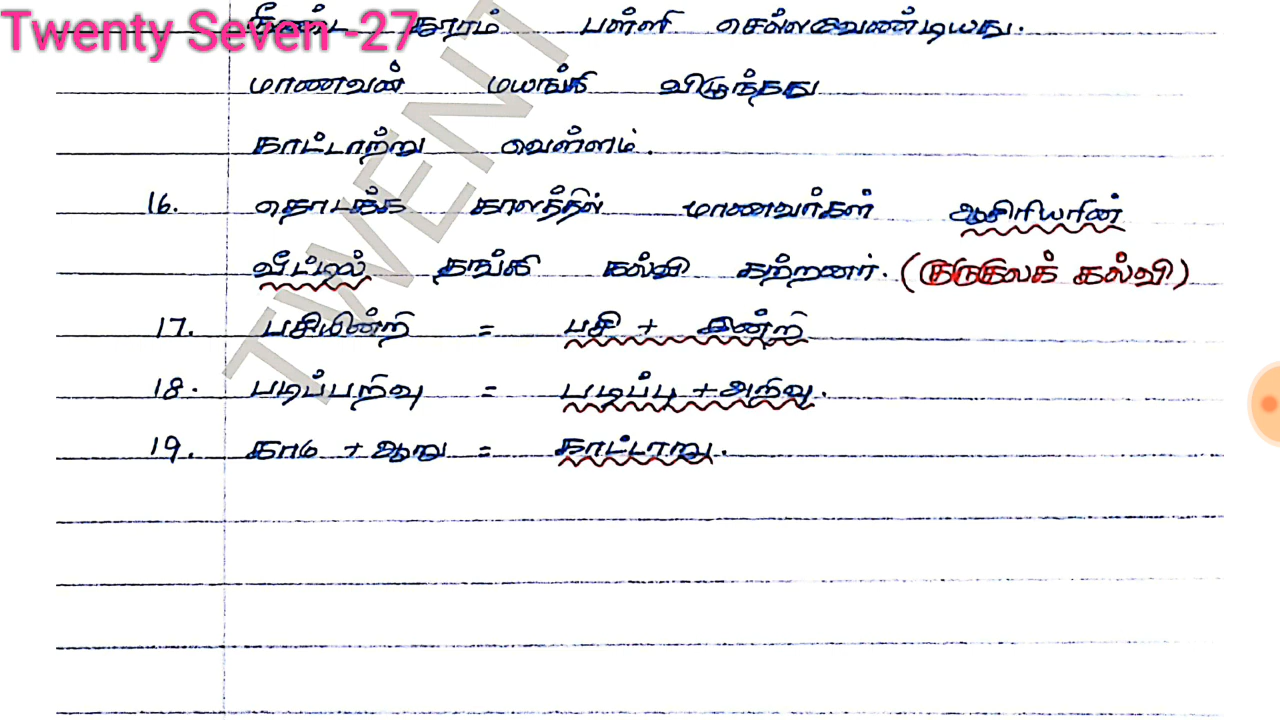 Twenty Seven -27
நீண்ட தூரம் பள்ளி செல்லவேண்டியது.
மாணவன் மயங்கி விழுந்தது
காட்டாற்று வெள்ளம்.
16. தொடக்க காலத்தில் மாணவர்கள் ஆசிரியரின்
வீட்டில் தங்கி கல்வி கற்றனர். (குருகுலக் கல்வி)
17. பசியின்றி = பசி + இன்றி
18. படிப்பறிவு = படிப்பு + அறிவு.
19. காடு + ஆறு = காட்டாறு.
TWENT